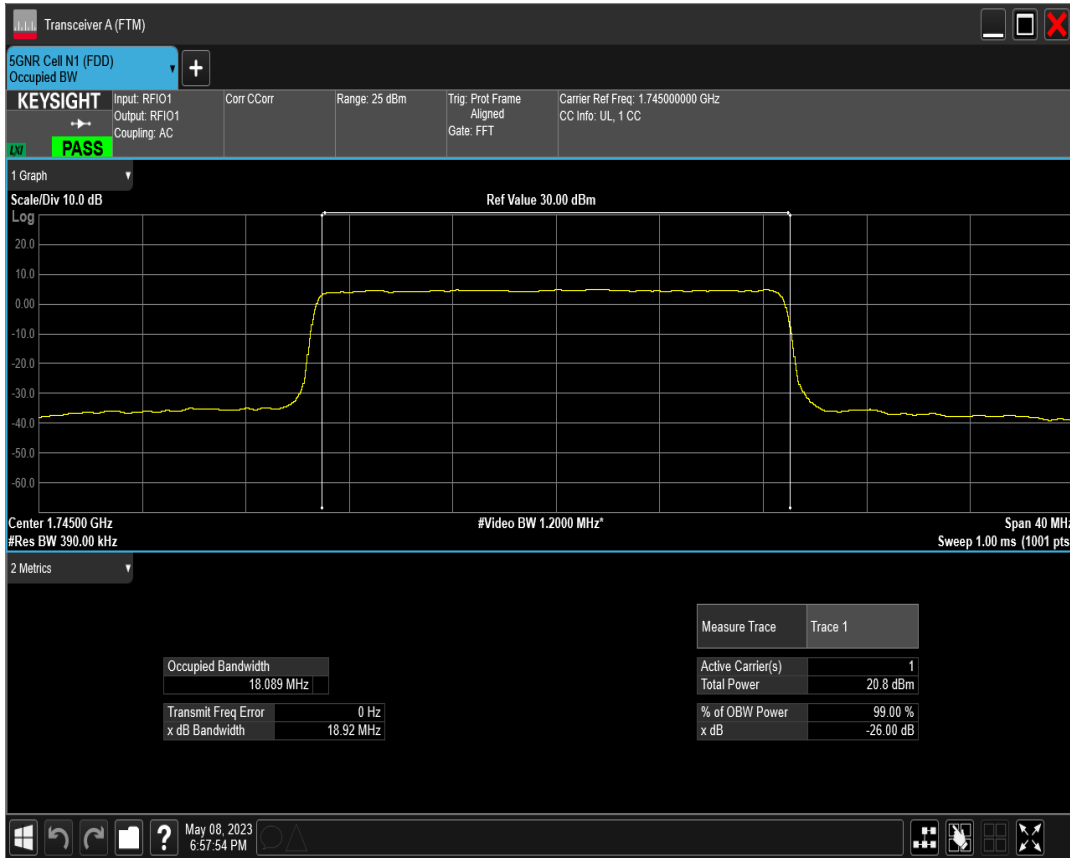 Transceiver A (FTM)
5GNR Cell N1 (FDD)
Occupied BW
+
KEYSIGHT
LXI
PASS
Input: RFIO1
Output: RFIO1
Coupling: AC
Corr CCorr
Range: 25 dBm
Trig: Prot Frame
Aligned
Gate: FFT
Carrier Ref Freq: 1.745000000 GHz
CC Info: UL, 1 CC
1 Graph
Scale/Div 10.0 dB
Ref Value 30.00 dBm
Log
20.0
10.0
0.00
-10.0
-20.0
-30.0
-40.0
-50.0
-60.0
Center 1.74500 GHz
#Video BW 1.2000 MHz*
Span 40 MHz
#Res BW 390.00 kHz
Sweep 1.00 ms (1001 pts
2 Metrics
Measure Trace Trace 1
Occupied Bandwidth
18.089 MHz
Active Carrier(s) 1
Total Power 20.8 dBm
Transmit Freq Error 0 Hz
x dB Bandwidth 18.92 MHz
% of OBW Power 99.00 %
x dB -26.00 dB
?
May 08, 2023
6:57:54 PM